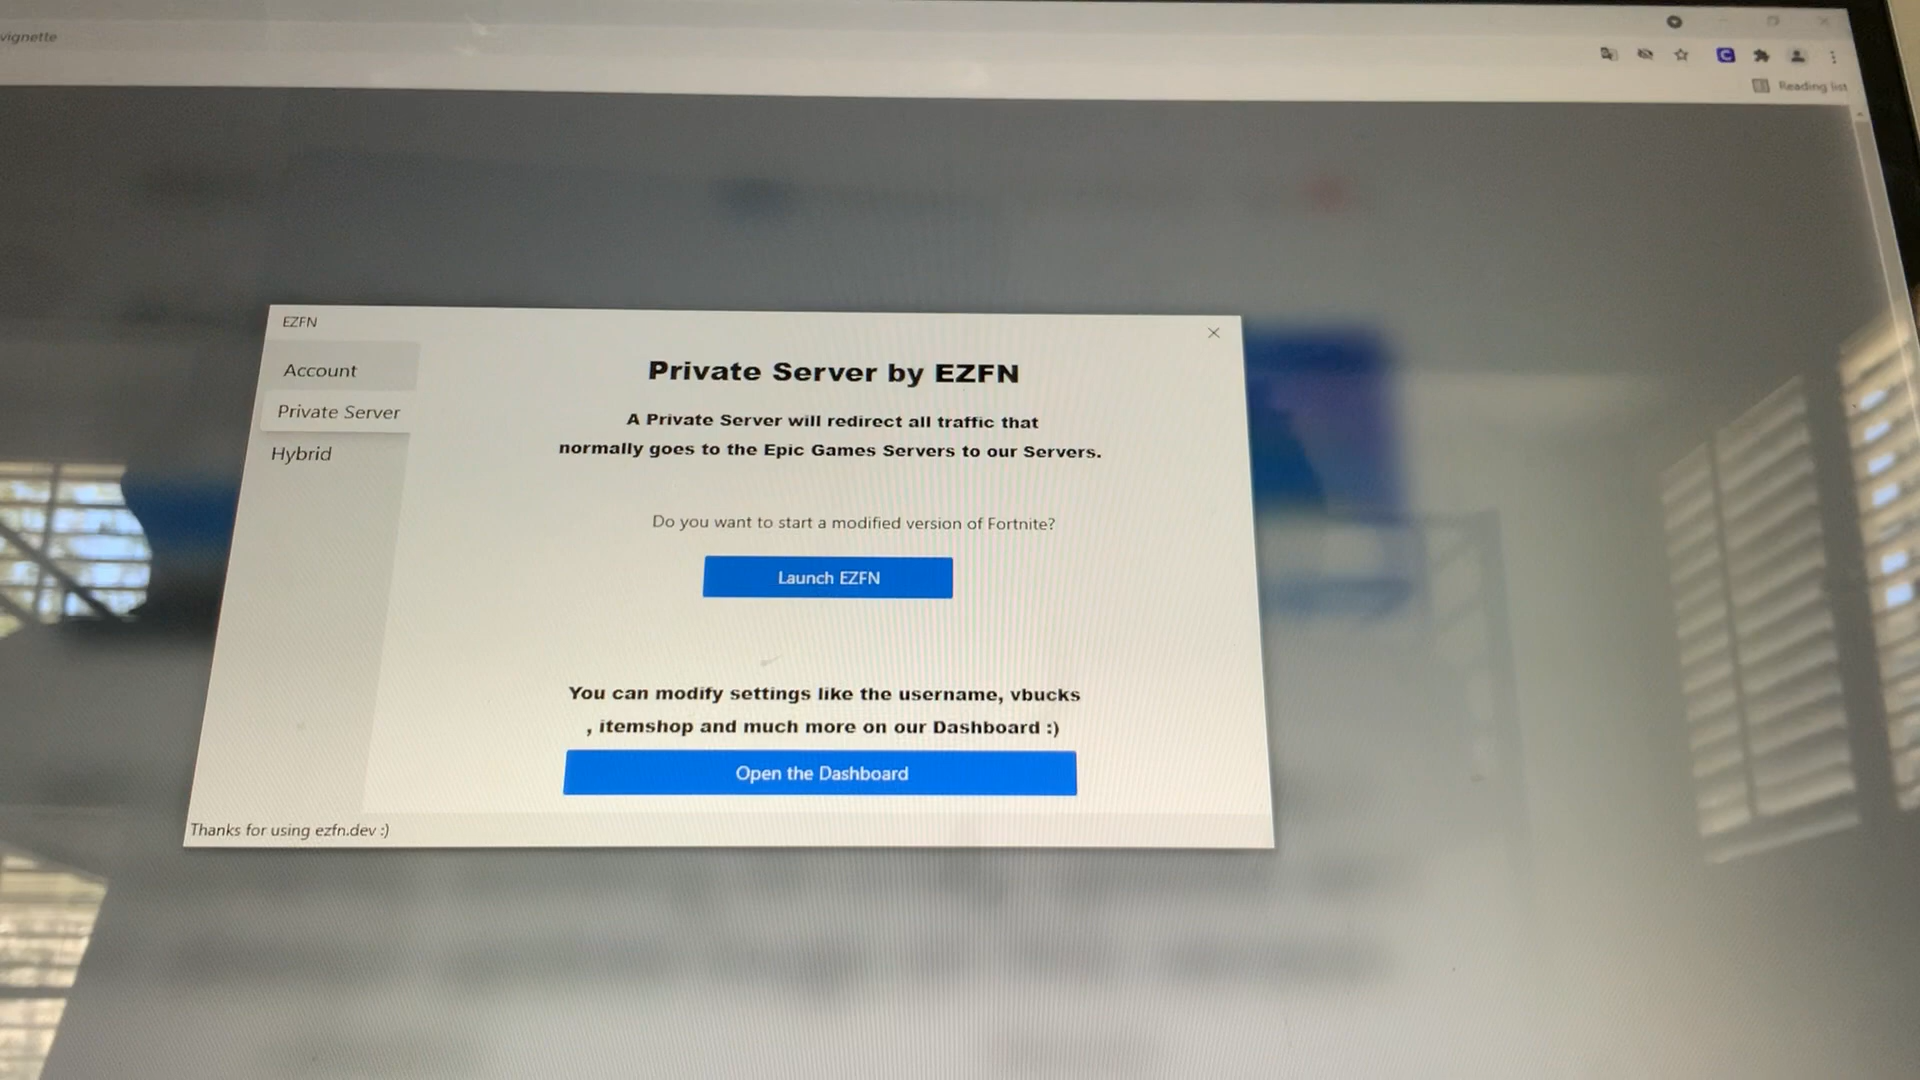 vignette
Reading list
EZFN
Account
Private Server
Hybrid
Private Server by EZFN
A Private Server will redirect all traffic that
normally goes to the Epic Games Servers to our Servers.
Do you want to start a modified version of Fortnite?
Launch EZFN
You can modify settings like the username, vbucks
, itemshop and much more on our Dashboard :)
Open the Dashboard
Thanks for using ezfn.dev :)